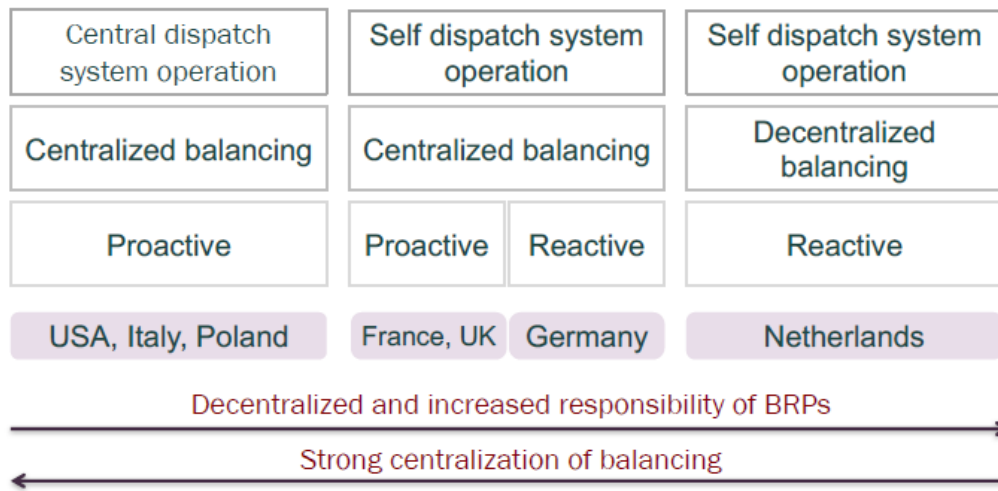 Central dispatch
system operation
Self dispatch system
operation
Self dispatch system
operation
Centralized balancing
Centralized balancing
Decentralized
balancing
Proactive
Proactive
Reactive
Reactive
USA, Italy, Poland
France, UK
Germany
Netherlands
Decentralized and increased responsibility of BRPs
Strong centralization of balancing